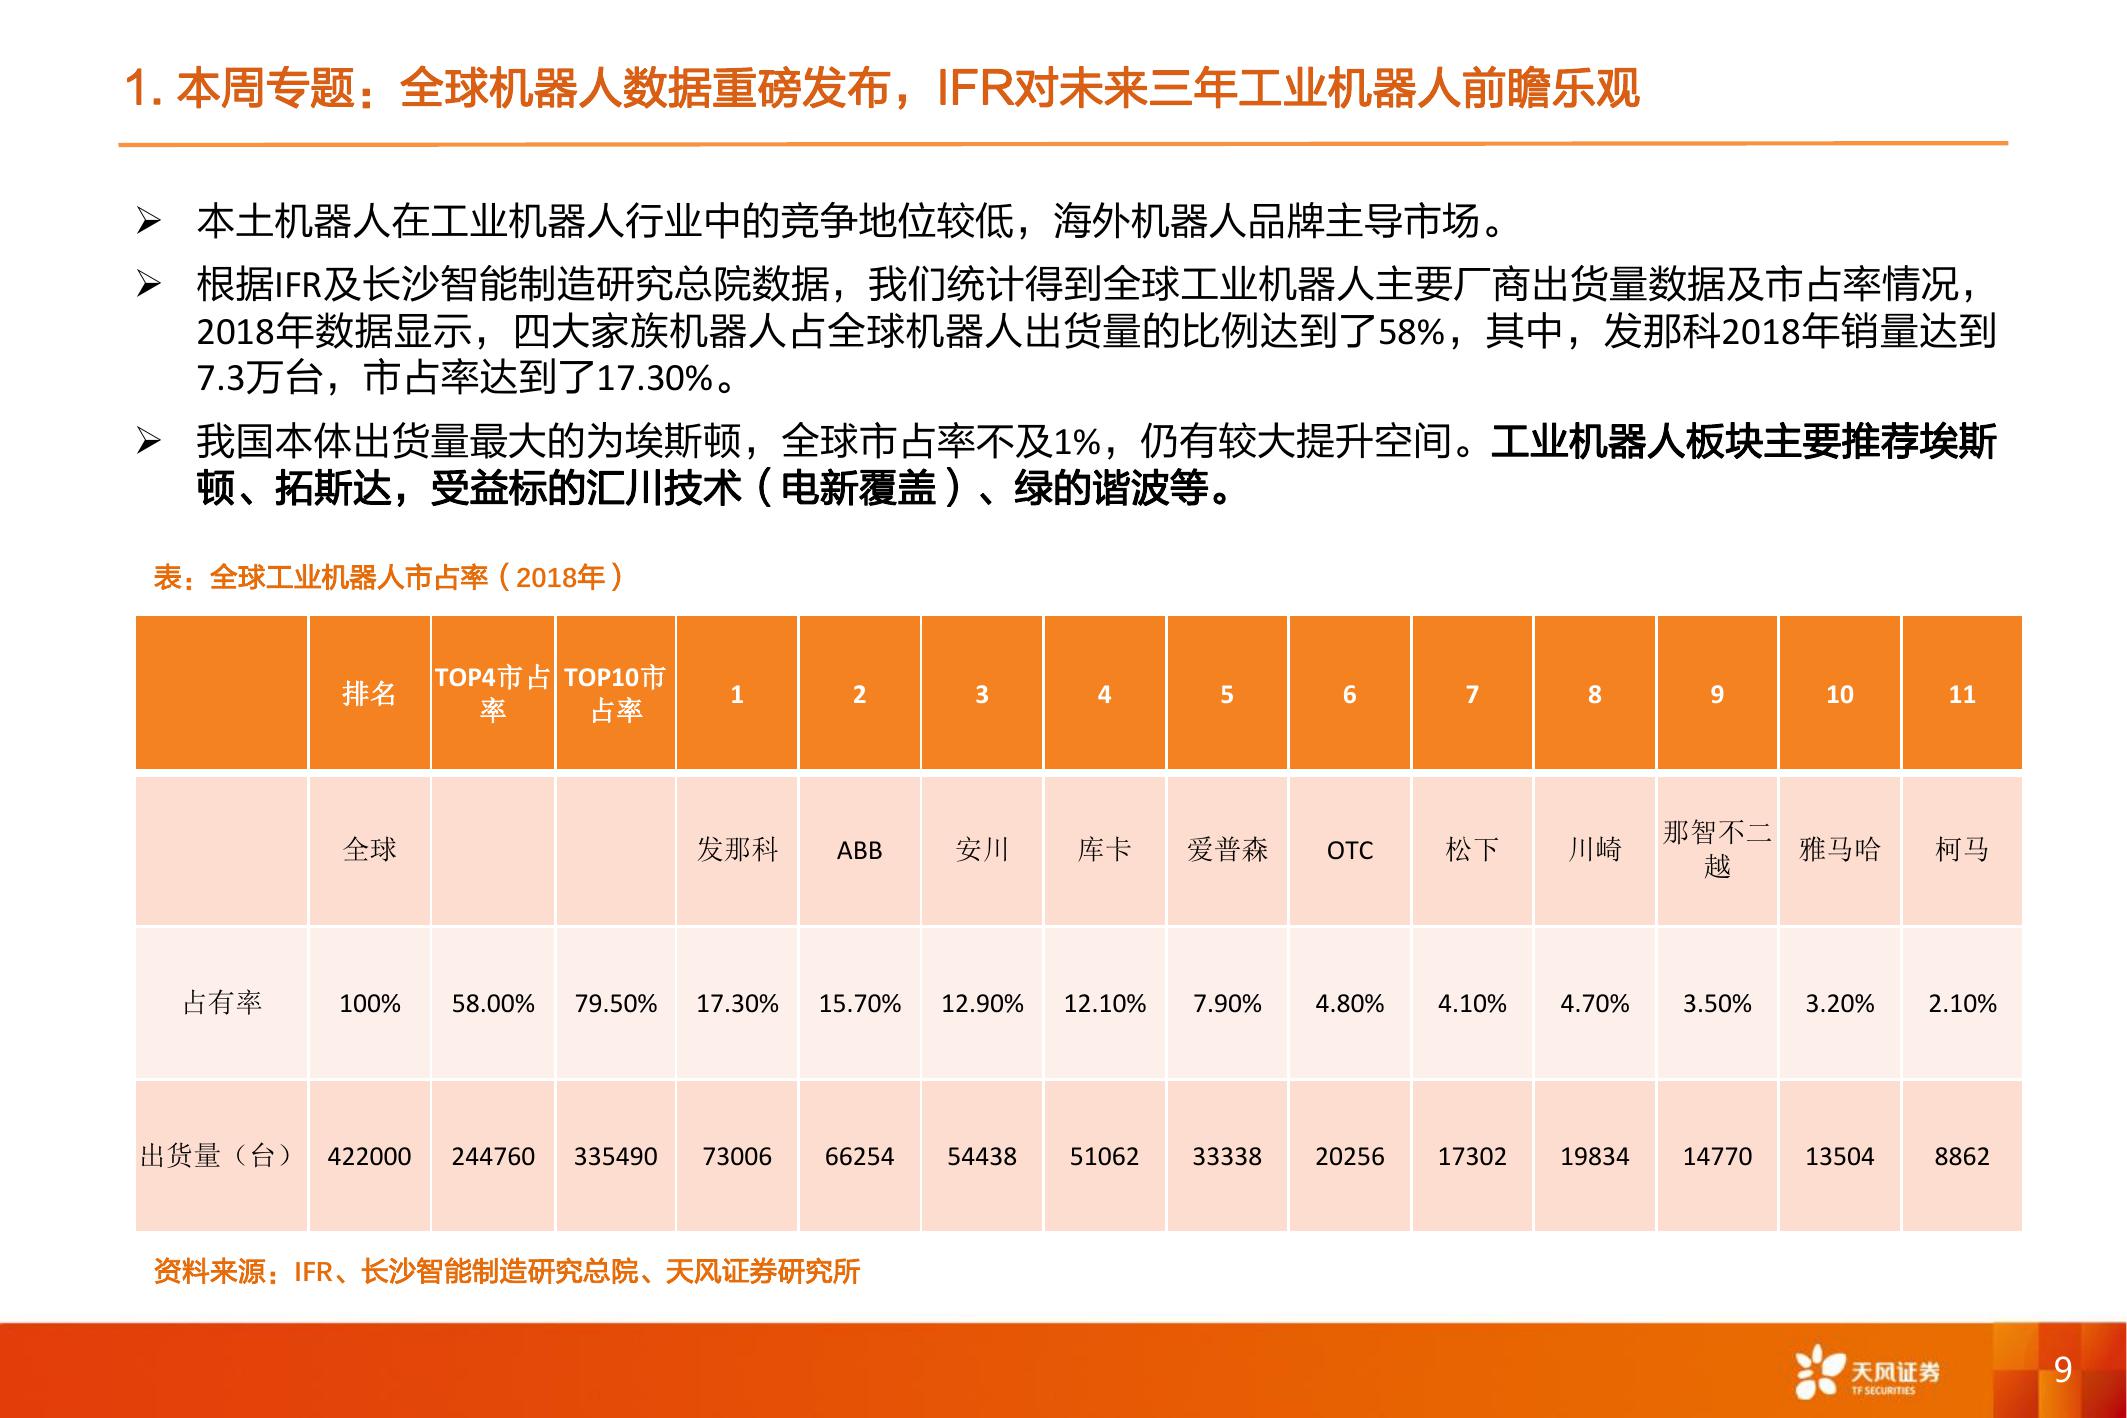 1. 本周专题：全球机器人数据重磅发布，IFR对未来三年工业机器人前瞻乐观
本土机器人在工业机器人行业中的竞争地位较低，海外机器人品牌主导市场。
根据IFR及长沙智能制造研究总院数据，我们统计得到全球工业机器人主要厂商出货量数据及市占率情况，
2018年数据显示，四大家族机器人占全球机器人出货量的比例达到了58%，其中，发那科2018年销量达到
7.3万台，市占率达到了17.30%。
我国本体出货量最大的为埃斯顿，全球市占率不及1%，仍有较大提升空间。工业机器人板块主要推荐埃斯
顿、拓斯达，受益标的汇川技术（电新覆盖）、绿的谐波等。
表：全球工业机器人市占率（2018年）
排名 TOP4市占率 TOP10市占率 1 2 3 4 5 6 7 8 9 10 11
全球 发那科 ABB 安川 库卡 爱普森 OTC 松下 川崎 那智不二越 雅马哈 柯马
占有率 100% 58.00% 79.50% 17.30% 15.70% 12.90% 12.10% 7.90% 4.80% 4.10% 4.70% 3.50% 3.20% 2.10%
出货量（台） 422000 244760 335490 73006 66254 54438 51062 33338 20256 17302 19834 14770 13504 8862
资料来源：IFR、长沙智能制造研究总院、天风证券研究所
天风证券
TF SECURITIES
9